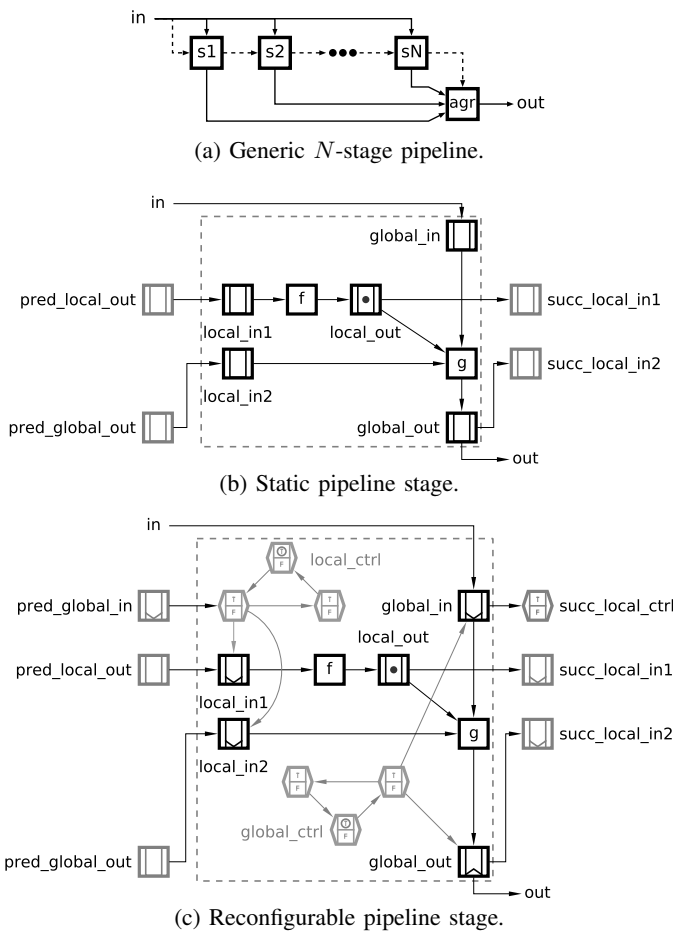 in
s1 s2 sN
agr out
(a) Generic N-stage pipeline.
in
global_in
pred_local_out f succ_local_in1
local_in1 local_out
g succ_local_in2
local_in2
pred_global_out global_out
out
(b) Static pipeline stage.
in
T
F
local_ctrl
pred_global_in T F T F global_in T F succ_local_ctrl
local_out
pred_local_out f succ_local_in1
local_in1
g succ_local_in2
local_in2
T F T F
global_ctrl T F
pred_global_out global_out
out
(c) Reconfigurable pipeline stage.